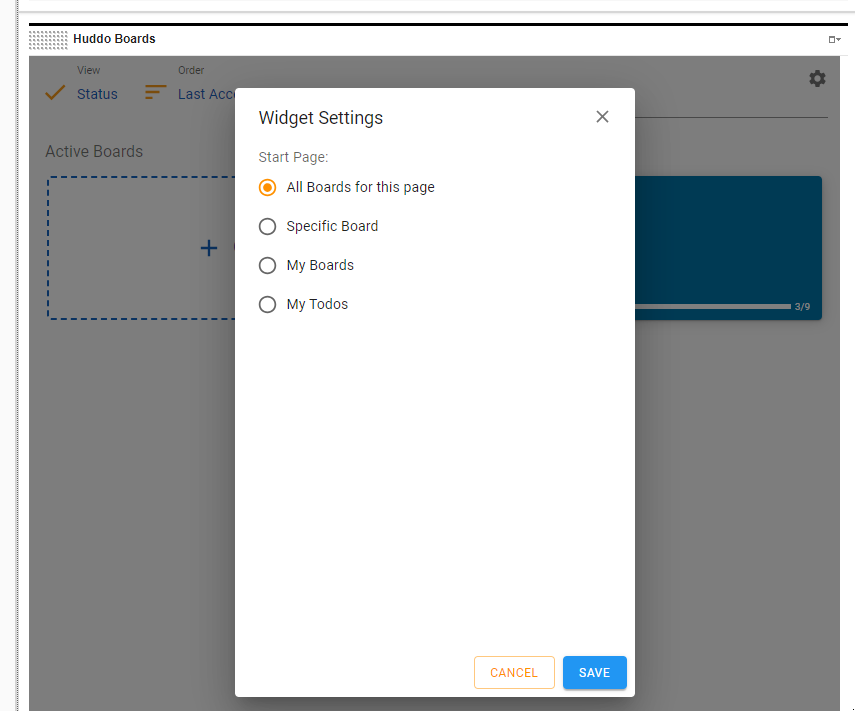 Huddo Boards
View
Order
Status
Last Acc
Widget Settings
Active Boards
Start Page:
All Boards for this page
Specific Board
My Boards
My Todos
3/9
CANCEL
SAVE